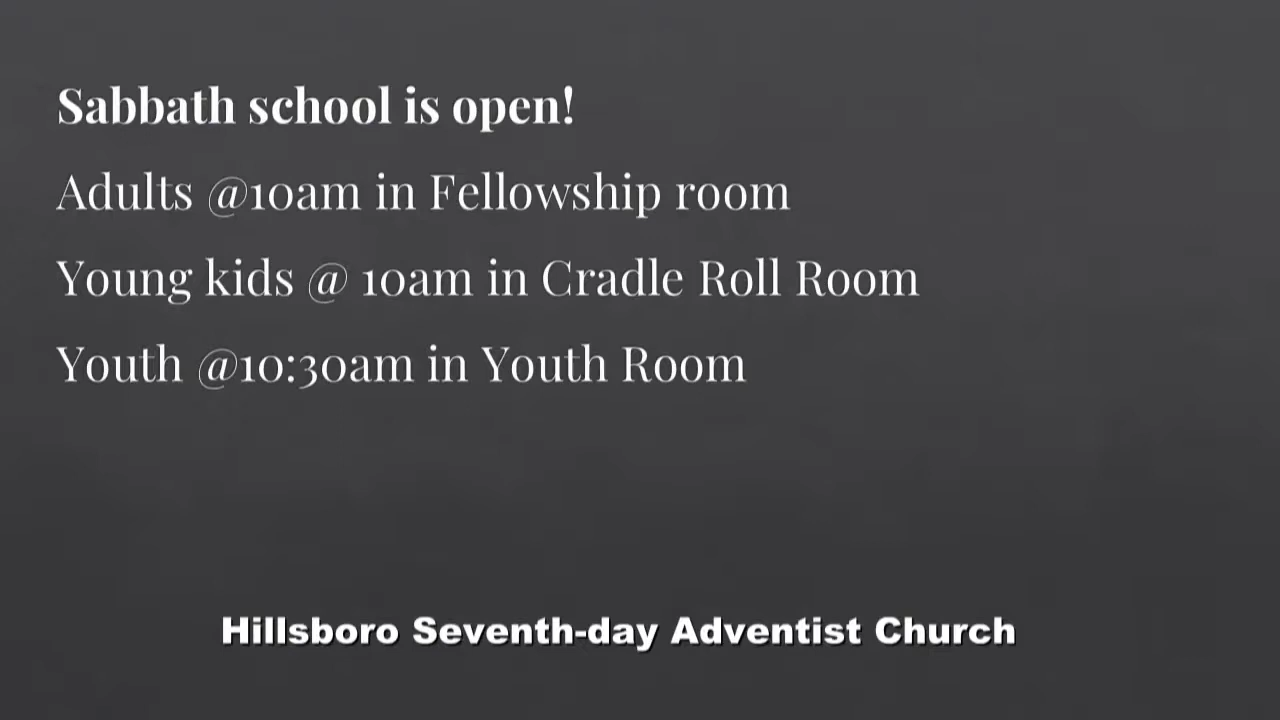 Sabbath school is open!
Adults @10am in Fellowship room
Young kids @ 10am in Cradle Roll Room
Youth @10:30am in Youth Room
Hillsboro Seventh-day Adventist Church